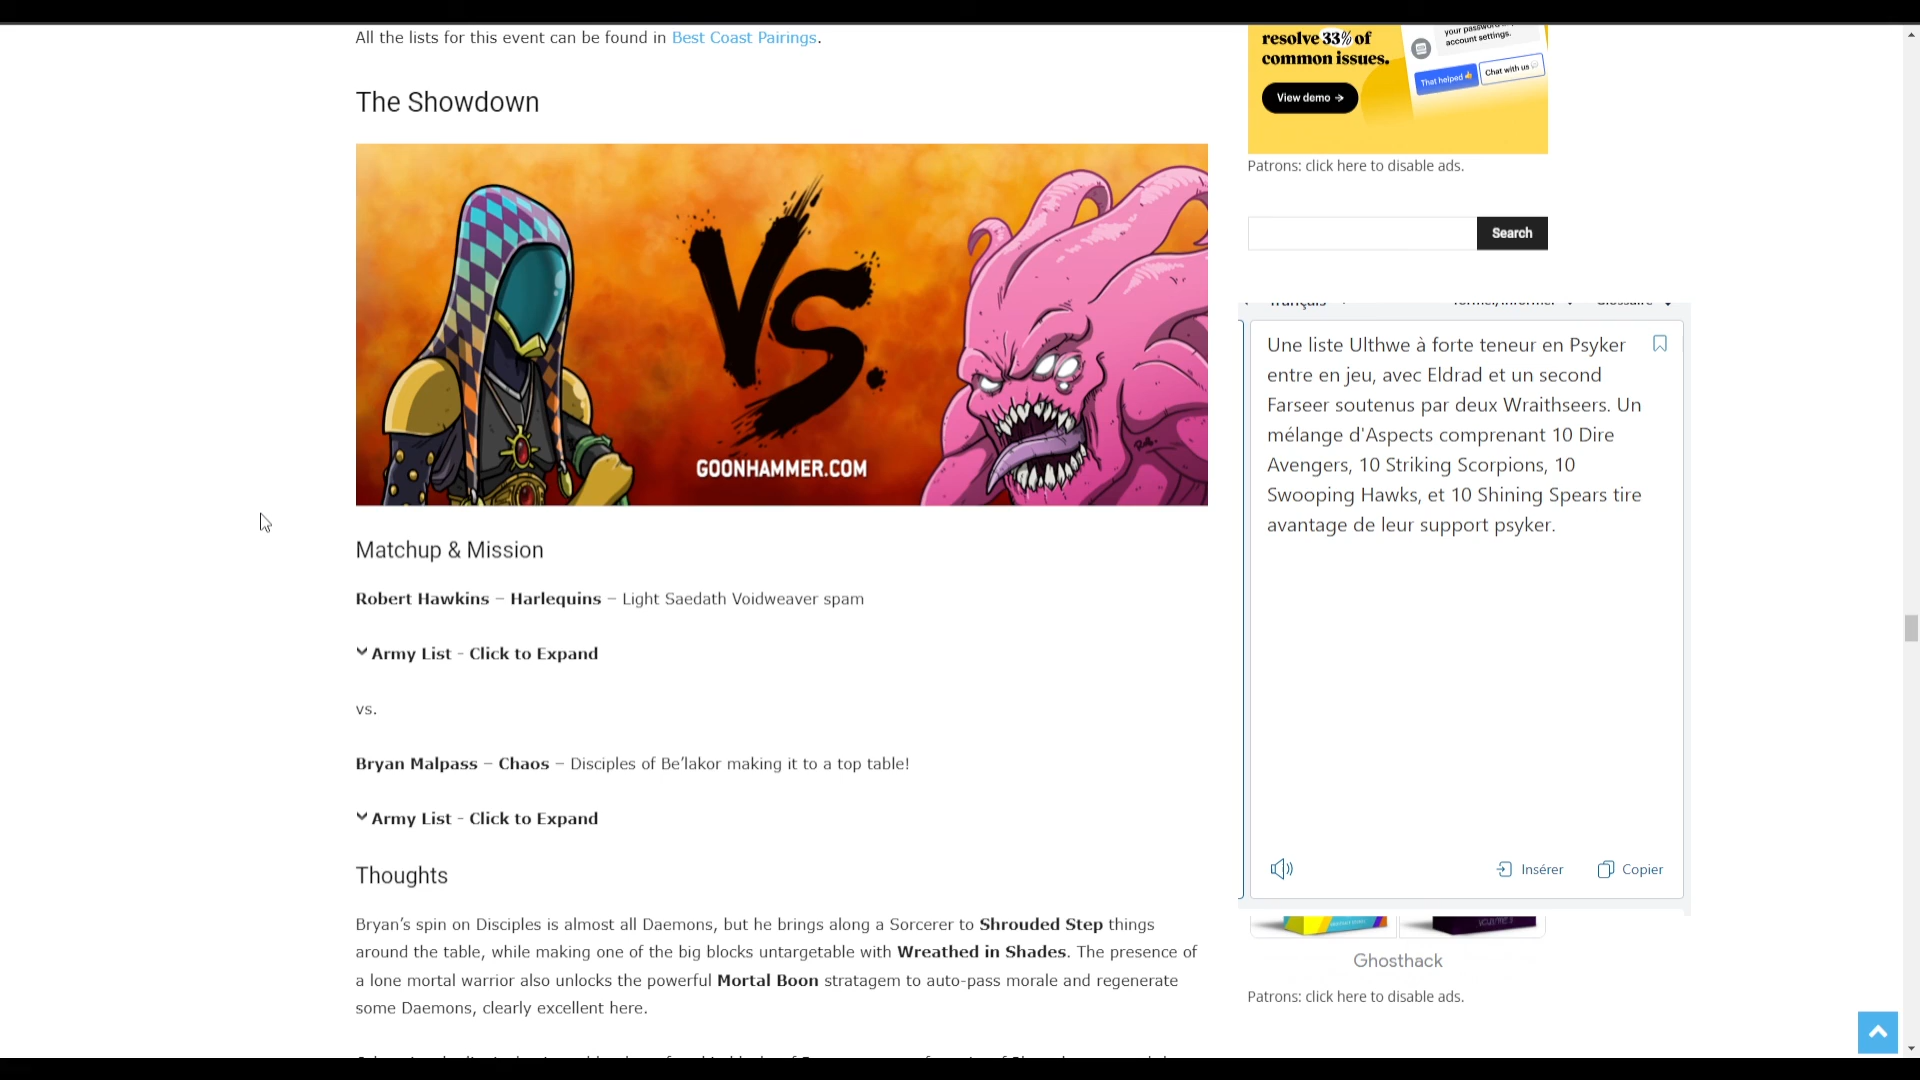 All the lists for this event can be found in Best Coast Pairings.
The Showdown
VS.
GOONHAMMER.COM
Matchup & Mission
Robert Hawkins – Harlequins – Light Saedath Voidweaver spam
Army List - Click to Expand
vs.
Bryan Malpass – Chaos – Disciples of Be’lakor making it to a top table!
Army List - Click to Expand
Thoughts
Bryan’s spin on Disciples is almost all Daemons, but he brings along a Sorcerer to Shrouded Step things
around the table, while making one of the big blocks untargetable with Wreathed in Shades. The presence of
a lone mortal warrior also unlocks the powerful Mortal Boon stratagem to auto-pass morale and regenerate
some Daemons, clearly excellent here.
resolve 33% of
common issues.
View demo →
account settings.
That helped
Chat with us
Patrons: click here to disable ads.
Search
Une liste Ulthwe à forte teneur en Psyker
entre en jeu, avec Eldrad et un second
Farseer soutenus par deux Wraithseers. Un
mélange d'Aspects comprenant 10 Dire
Avengers, 10 Striking Scorpions, 10
Swooping Hawks, et 10 Shining Spears tire
avantage de leur support psyker.
Insérer
Copier
Ghosthack
Patrons: click here to disable ads.